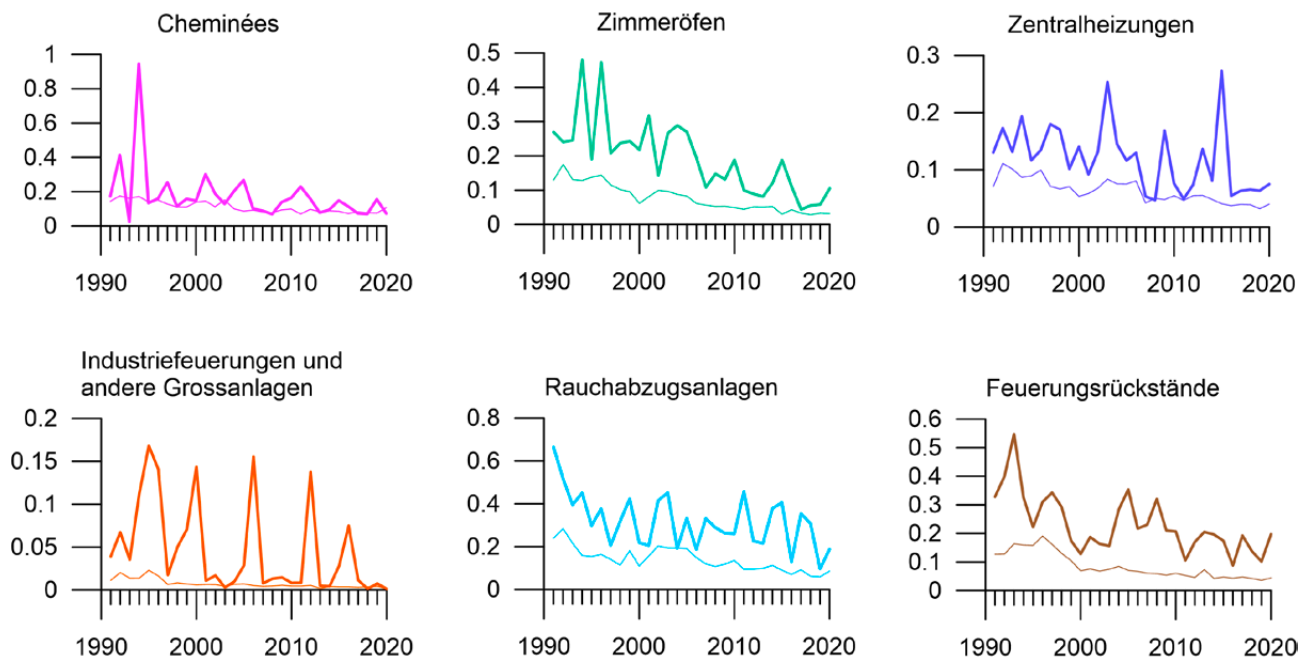 Cheminées
1
0.8
0.6
0.4
0.2
0
1990 2000 2010 2020
Zimmeröfen
0.5
0.4
0.3
0.2
0.1
0
1990 2000 2010 2020
Zentralheizungen
0.3
0.2
0.1
0
1990 2000 2010 2020
Industriefeuerungen und
andere Grossanlagen
0.2
0.15
0.1
0.05
0
1990 2000 2010 2020
Rauchabzugsanlagen
0.8
0.6
0.4
0.2
0
1990 2000 2010 2020
Feuerungsrückstände
0.6
0.5
0.4
0.3
0.2
0.1
0
1990 2000 2010 2020